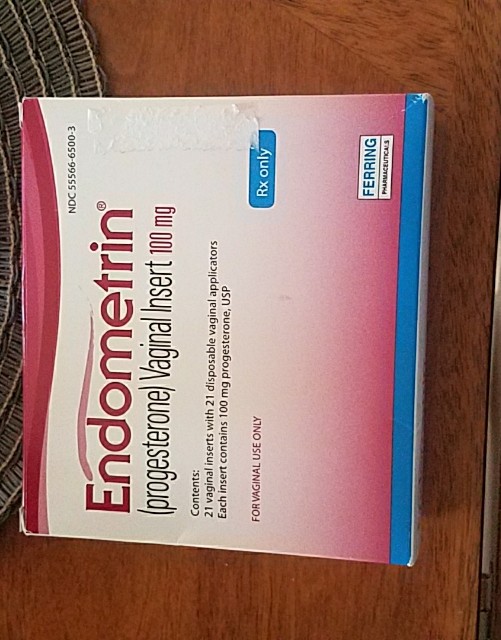 NDC 55566-6500-3
Endometrin®
(progesterone) Vaginal Insert 100 mg
Contents:
21 vaginal inserts with 21 disposable vaginal applicators
Each insert contains 100 mg progesterone, USP
FOR VAGINAL USE ONLY
Rx only
FERRING
PHARMACEUTICALS